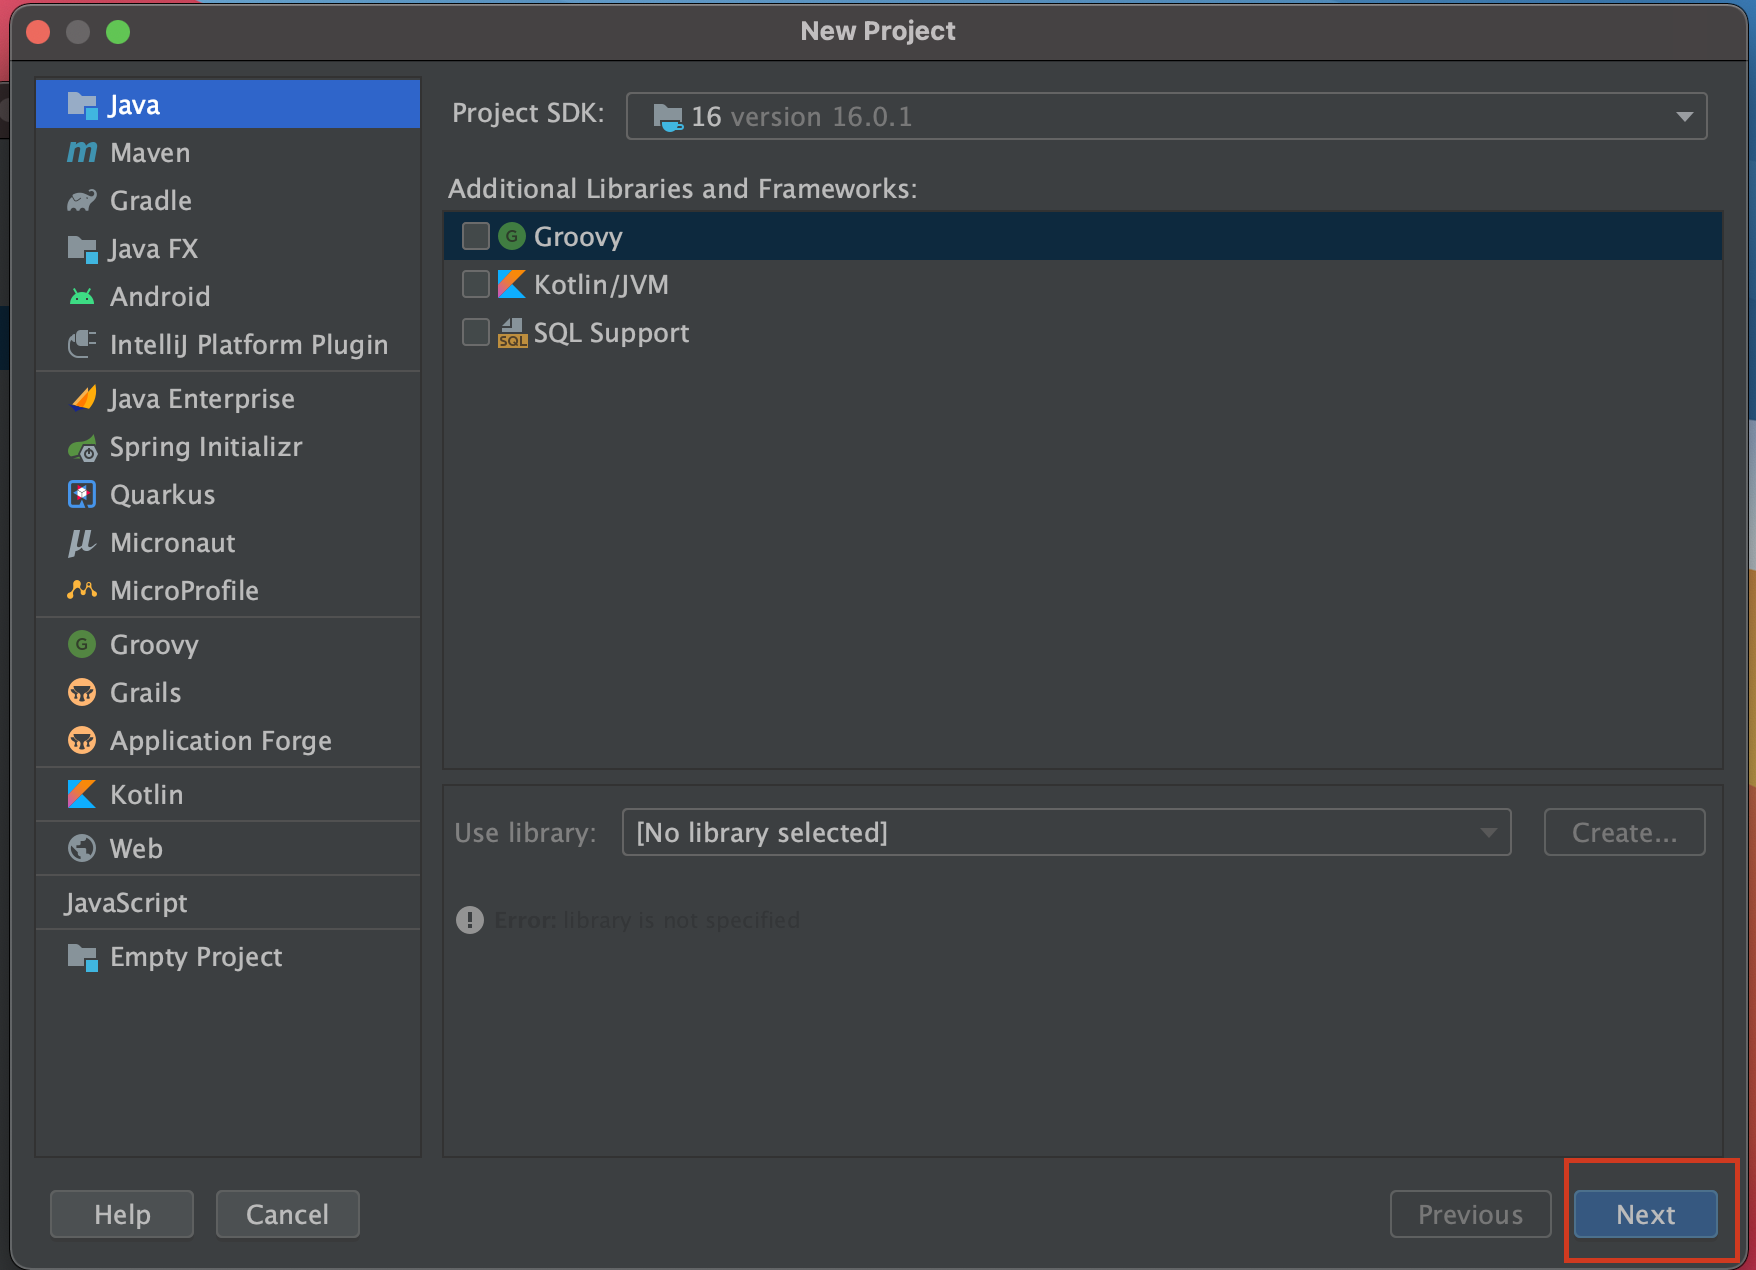 New Project
Java
Maven
Gradle
Java FX
Android
IntelliJ Platform Plugin
Java Enterprise
Spring Initializr
Quarkus
Micronaut
MicroProfile
Groovy
Grails
Application Forge
Kotlin
Web
JavaScript
Empty Project
Project SDK: 16 version 16.0.1
Additional Libraries and Frameworks:
G Groovy
Kotlin/JVM
SQL SQL Support
Use library: [No library selected] Create...
Error: library is not specified
Help Cancel Previous Next